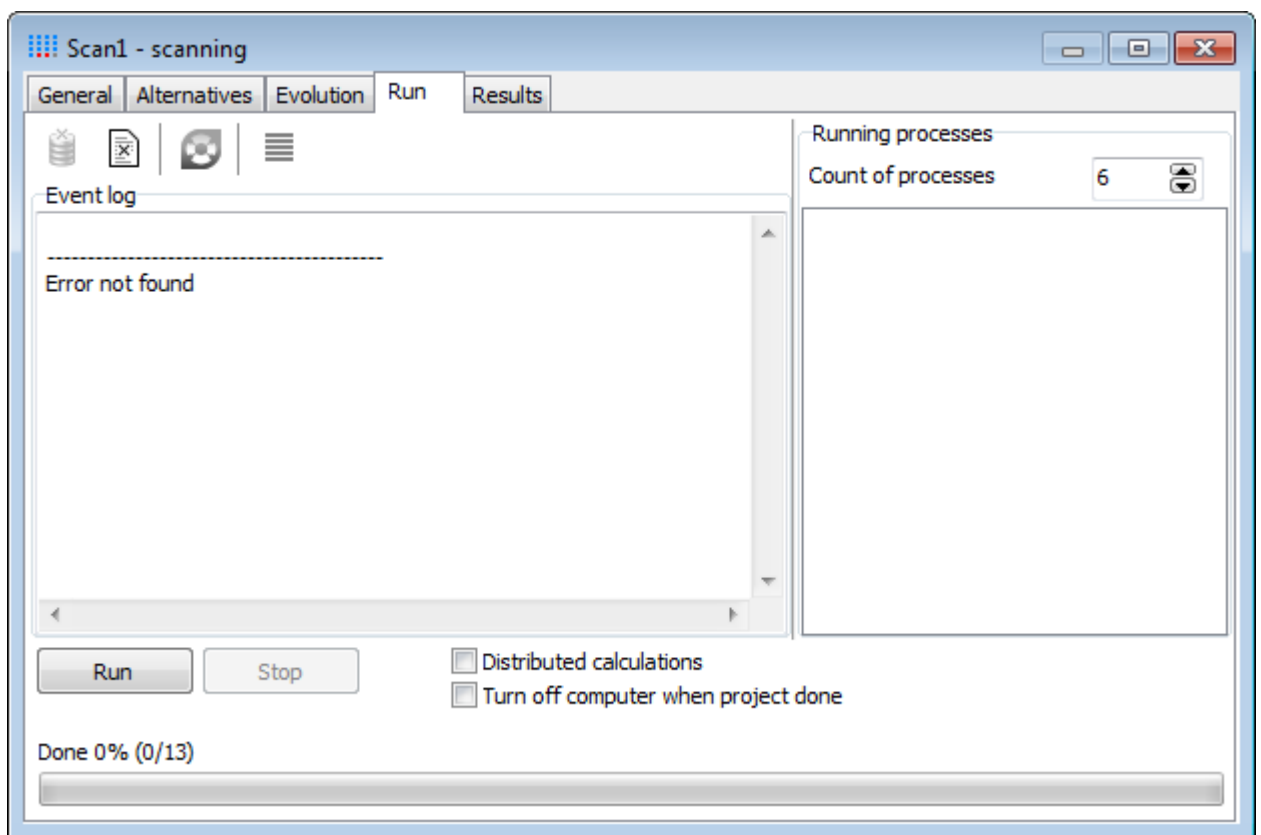 Scan1 - scanning
General Alternatives Evolution Run Results
Event log
------------------------------------------
Error not found
Running processes
Count of processes 6
Run Stop
Distributed calculations
Turn off computer when project done
Done 0% (0/13)